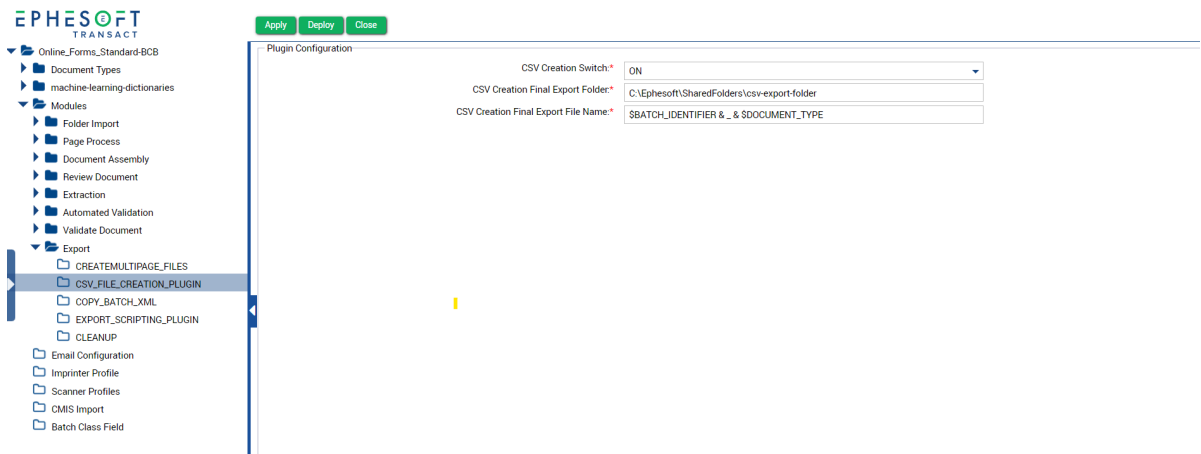 EPHESOFT
TRANSACT
Apply Deploy Close
Online_Forms_Standard-BCB
Document Types
machine-learning-dictionaries
Modules
Folder Import
Page Process
Document Assembly
Review Document
Extraction
Automated Validation
Validate Document
Export
CREATEMULTIPAGE_FILES
CSV_FILE_CREATION_PLUGIN
COPY_BATCH_XML
EXPORT_SCRIPTING_PLUGIN
CLEANUP
Email Configuration
Imprinter Profile
Scanner Profiles
CMIS Import
Batch Class Field
Plugin Configuration
CSV Creation Switch:* ON
CSV Creation Final Export Folder:* C:\Ephesoft\SharedFolders\csv-export-folder
CSV Creation Final Export File Name:* $BATCH_IDENTIFIER & _ & $DOCUMENT_TYPE